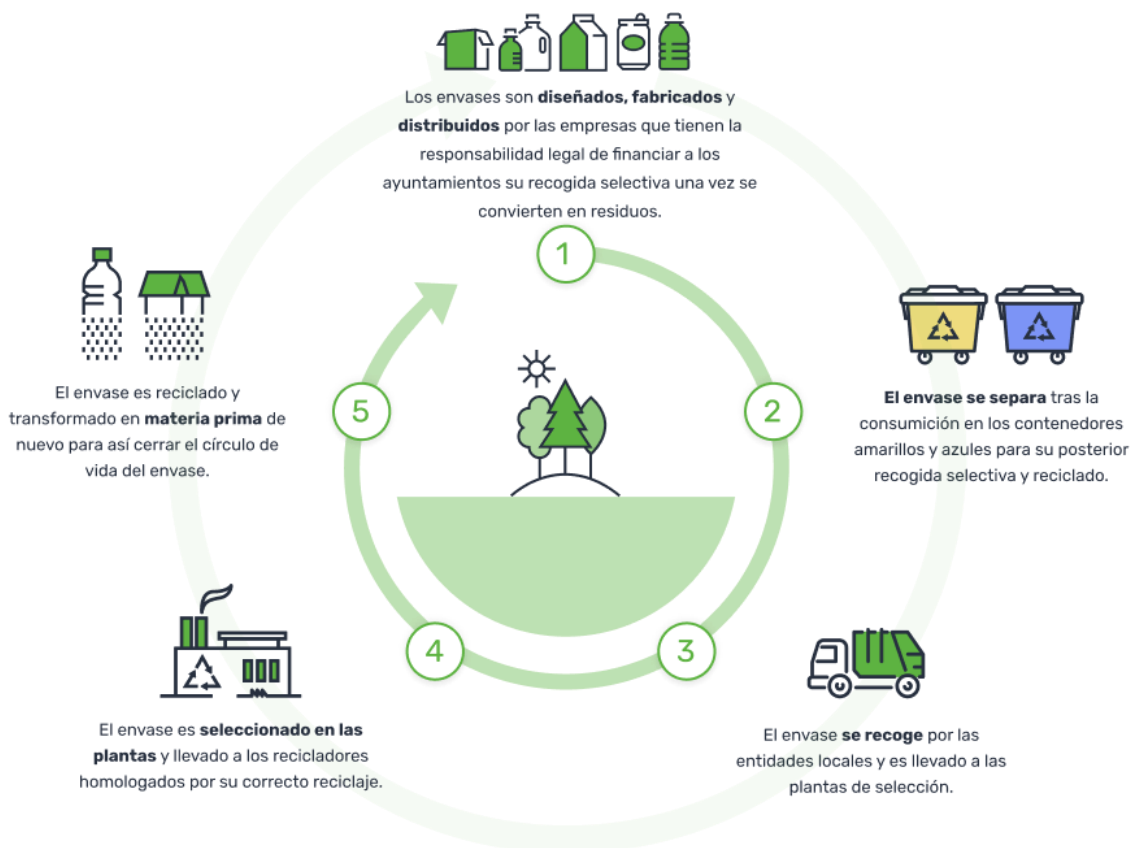 Los envases son diseñados, fabricados y
distribuidos por las empresas que tienen la
responsabilidad legal de financiar a los
ayuntamientos su recogida selectiva una vez se
convierten en residuos.
1
El envase se separa tras la
consumición en los contenedores
amarillos y azules para su posterior
recogida selectiva y reciclado.
2
El envase se recoge por las
entidades locales y es llevado a las
plantas de selección.
3
El envase es seleccionado en las
plantas y llevado a los recicladores
homologados por su correcto reciclaje.
4
El envase es reciclado y
transformado en materia prima de
nuevo para así cerrar el círculo de
vida del envase.
5